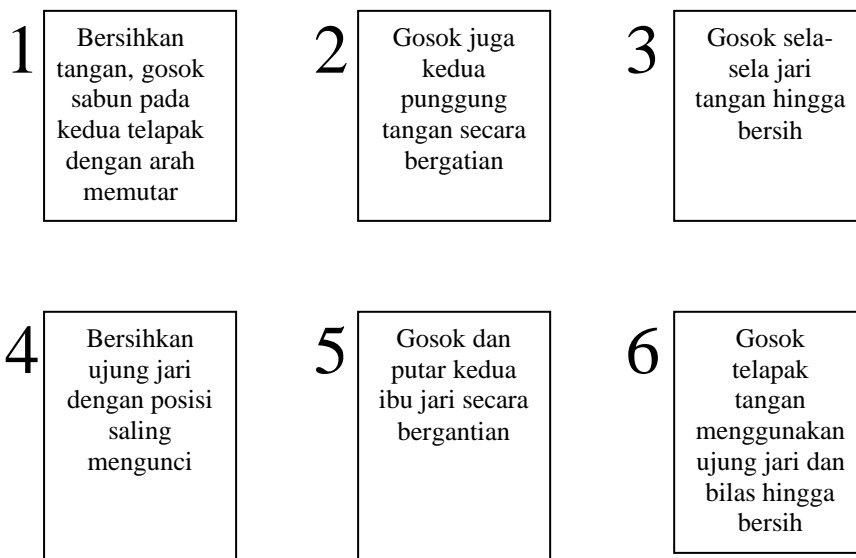 1
Bersihkan
tangan, gosok
sabun pada
kedua telapak
dengan arah
memutar
2
Gosok juga
kedua
punggung
tangan secara
bergatian
3
Gosok sela-
sela jari
tangan hingga
bersih
4
Bersihkan
ujung jari
dengan posisi
saling
mengunci
5
Gosok dan
putar kedua
ibu jari secara
bergantian
6
Gosok
telapak
tangan
menggunakan
ujung jari dan
bilas hingga
bersih